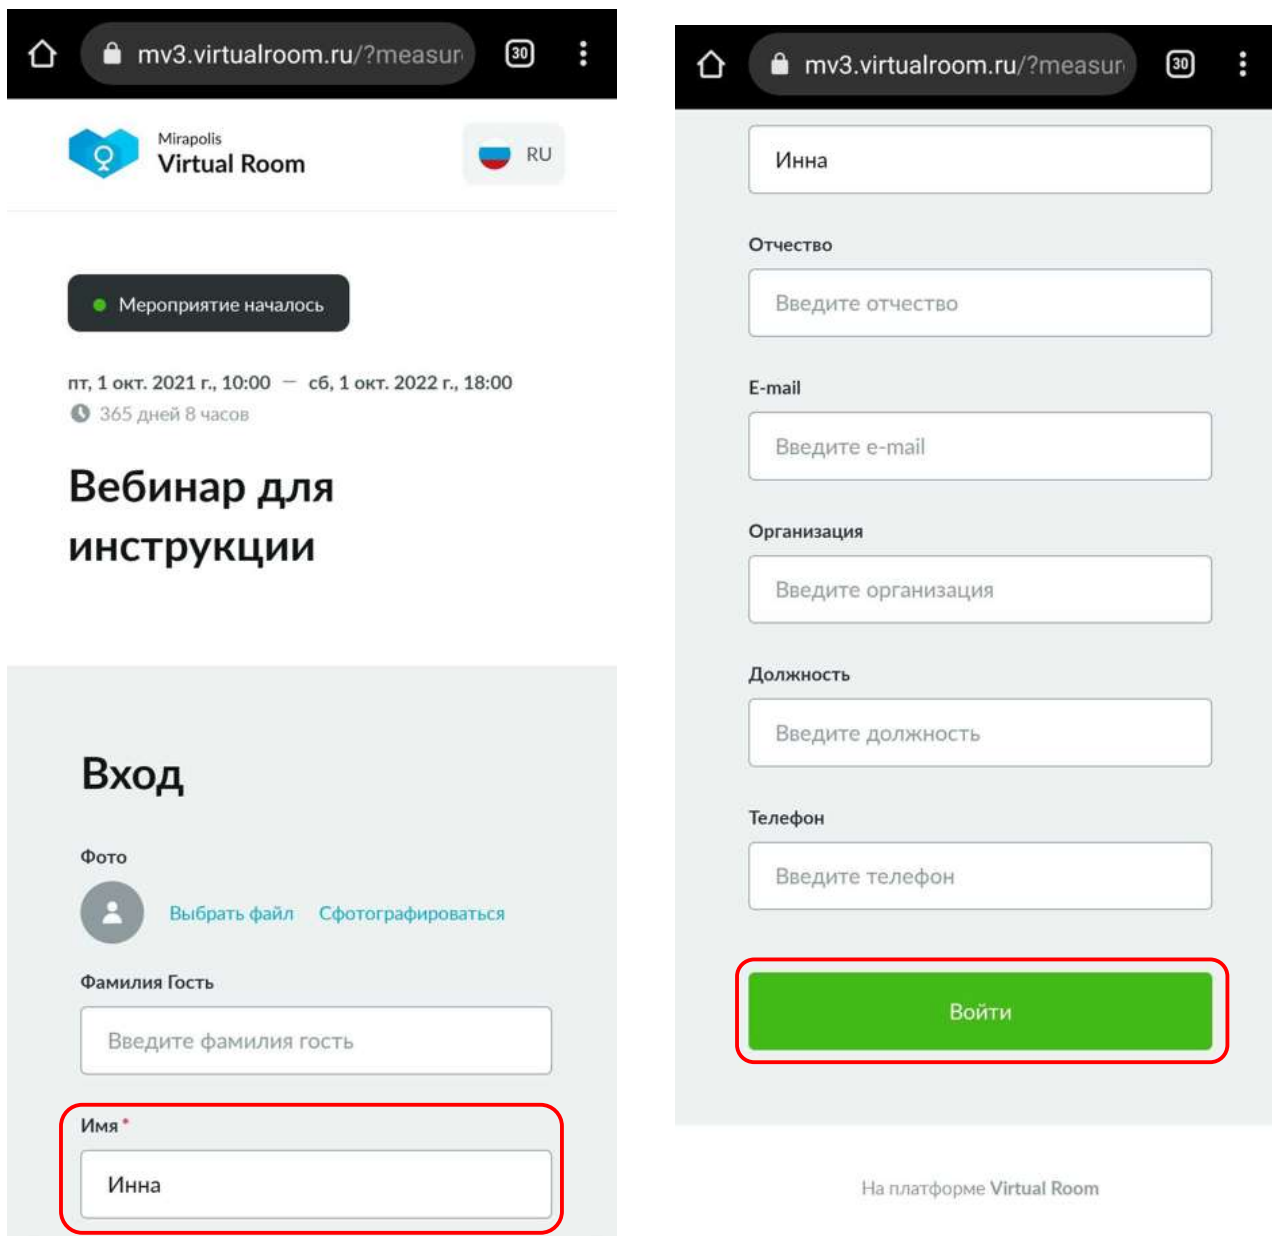 mv3.virtualroom.ru/?measur
30
Mirapolis
Virtual Room
RU
Мероприятие началось
пт, 1 окт. 2021 г., 10:00 — сб, 1 окт. 2022 г., 18:00
365 дней 8 часов
Вебинар для
инструкции
Вход
Фото
Выбрать файл Сфотографироваться
Фамилия Гость
Введите фамилия гость
Имя *
Инна
mv3.virtualroom.ru/?measur
30
Инна
Отчество
Введите отчество
E-mail
Введите e-mail
Организация
Введите организация
Должность
Введите должность
Телефон
Введите телефон
Войти
На платформе Virtual Room